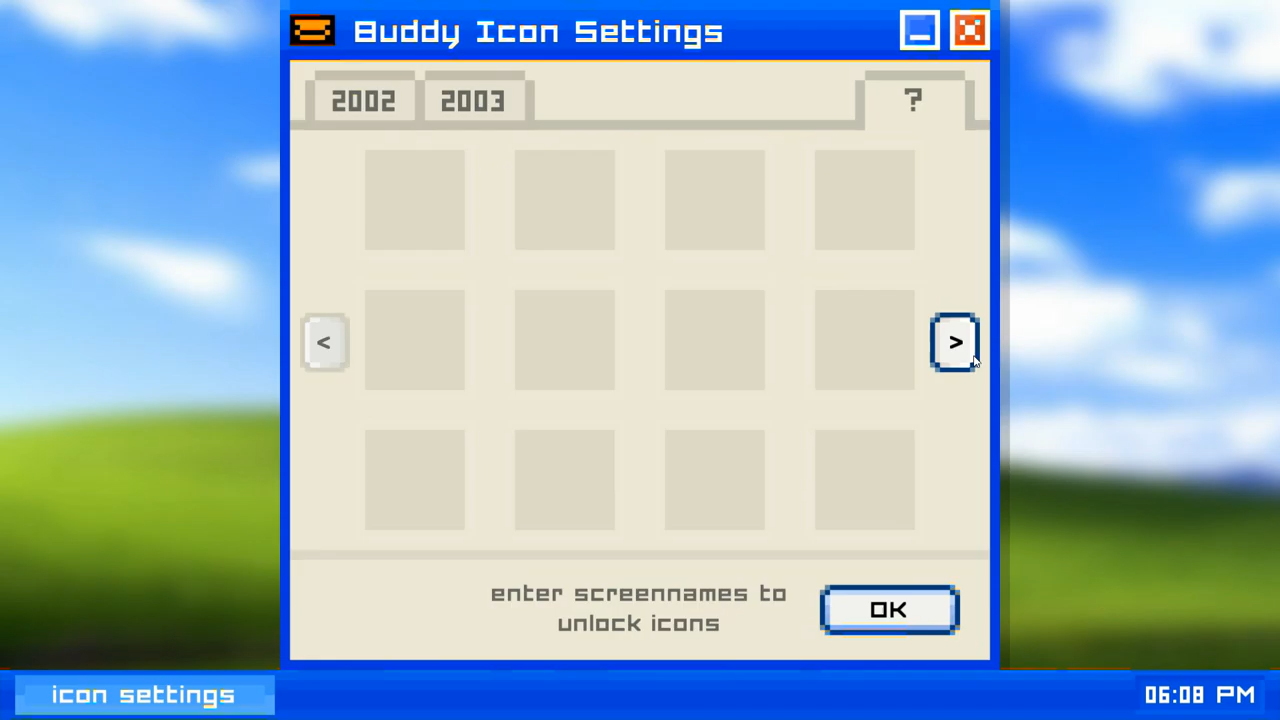 Buddy Icon Settings
2002 2003 ?
< >
enter screennames to
unlock icons
OK
icon settings 06:08 PM